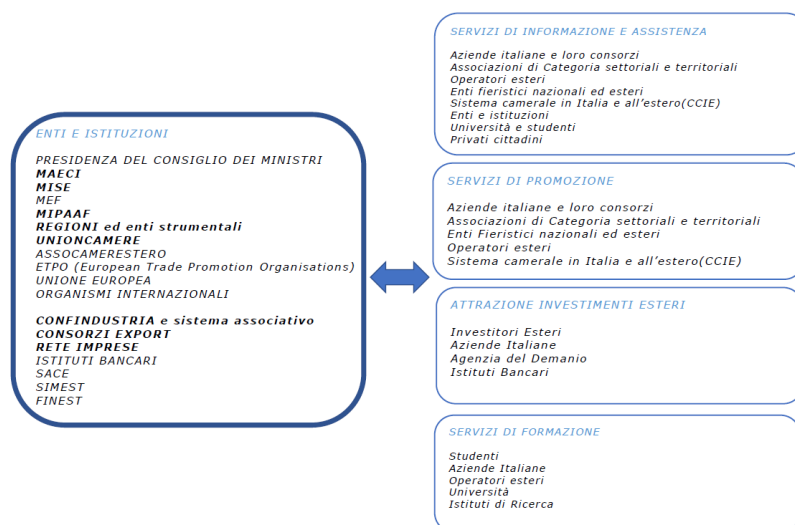 ENTI E ISTITUZIONI
PRESIDENZA DEL CONSIGLIO DEI MINISTRI
MAECI
MISE
MEF
MIPAAF
REGIONI ed enti strumentali
UNIONCAMERE
ASSOCAMERESTERO
ETPO (European Trade Promotion Organisations)
UNIONE EUROPEA
ORGANISMI INTERNAZIONALI
CONFINDUSTRIA e sistema associativo
CONSORZI EXPORT
RETE IMPRESE
ISTITUTI BANCARI
SACE
SIMEST
FINEST
SERVIZI DI INFORMAZIONE E ASSISTENZA
Aziende italiane e loro consorzi
Associazioni di Categoria settoriali e territoriali
Operatori esteri
Enti fieristici nazionali ed esteri
Sistema camerale in Italia e all'estero(CCIE)
Enti e istituzioni
Università e studenti
Privati cittadini
SERVIZI DI PROMOZIONE
Aziende italiane e loro consorzi
Associazioni di Categoria settoriali e territoriali
Enti Fieristici nazionali ed esteri
Operatori esteri
Sistema camerale in Italia e all'estero(CCIE)
ATTRAZIONE INVESTIMENTI ESTERI
Investitori Esteri
Aziende Italiane
Agenzia del Demanio
Istituti Bancari
SERVIZI DI FORMAZIONE
Studenti
Aziende Italiane
Operatori esteri
Università
Istituti di Ricerca